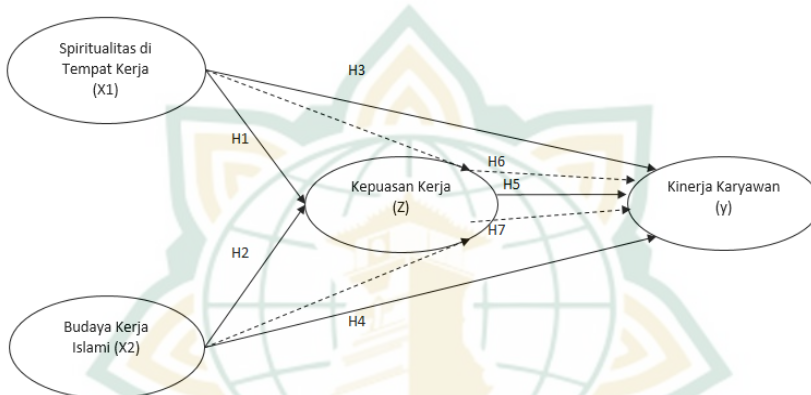 Spiritualitas di
Tempat Kerja
(X1)
H3
H1
H6
Kepuasan Kerja
(Z)
H5
Kinerja Karyawan
(y)
H7
H2
H4
Budaya Kerja
Islami (X2)